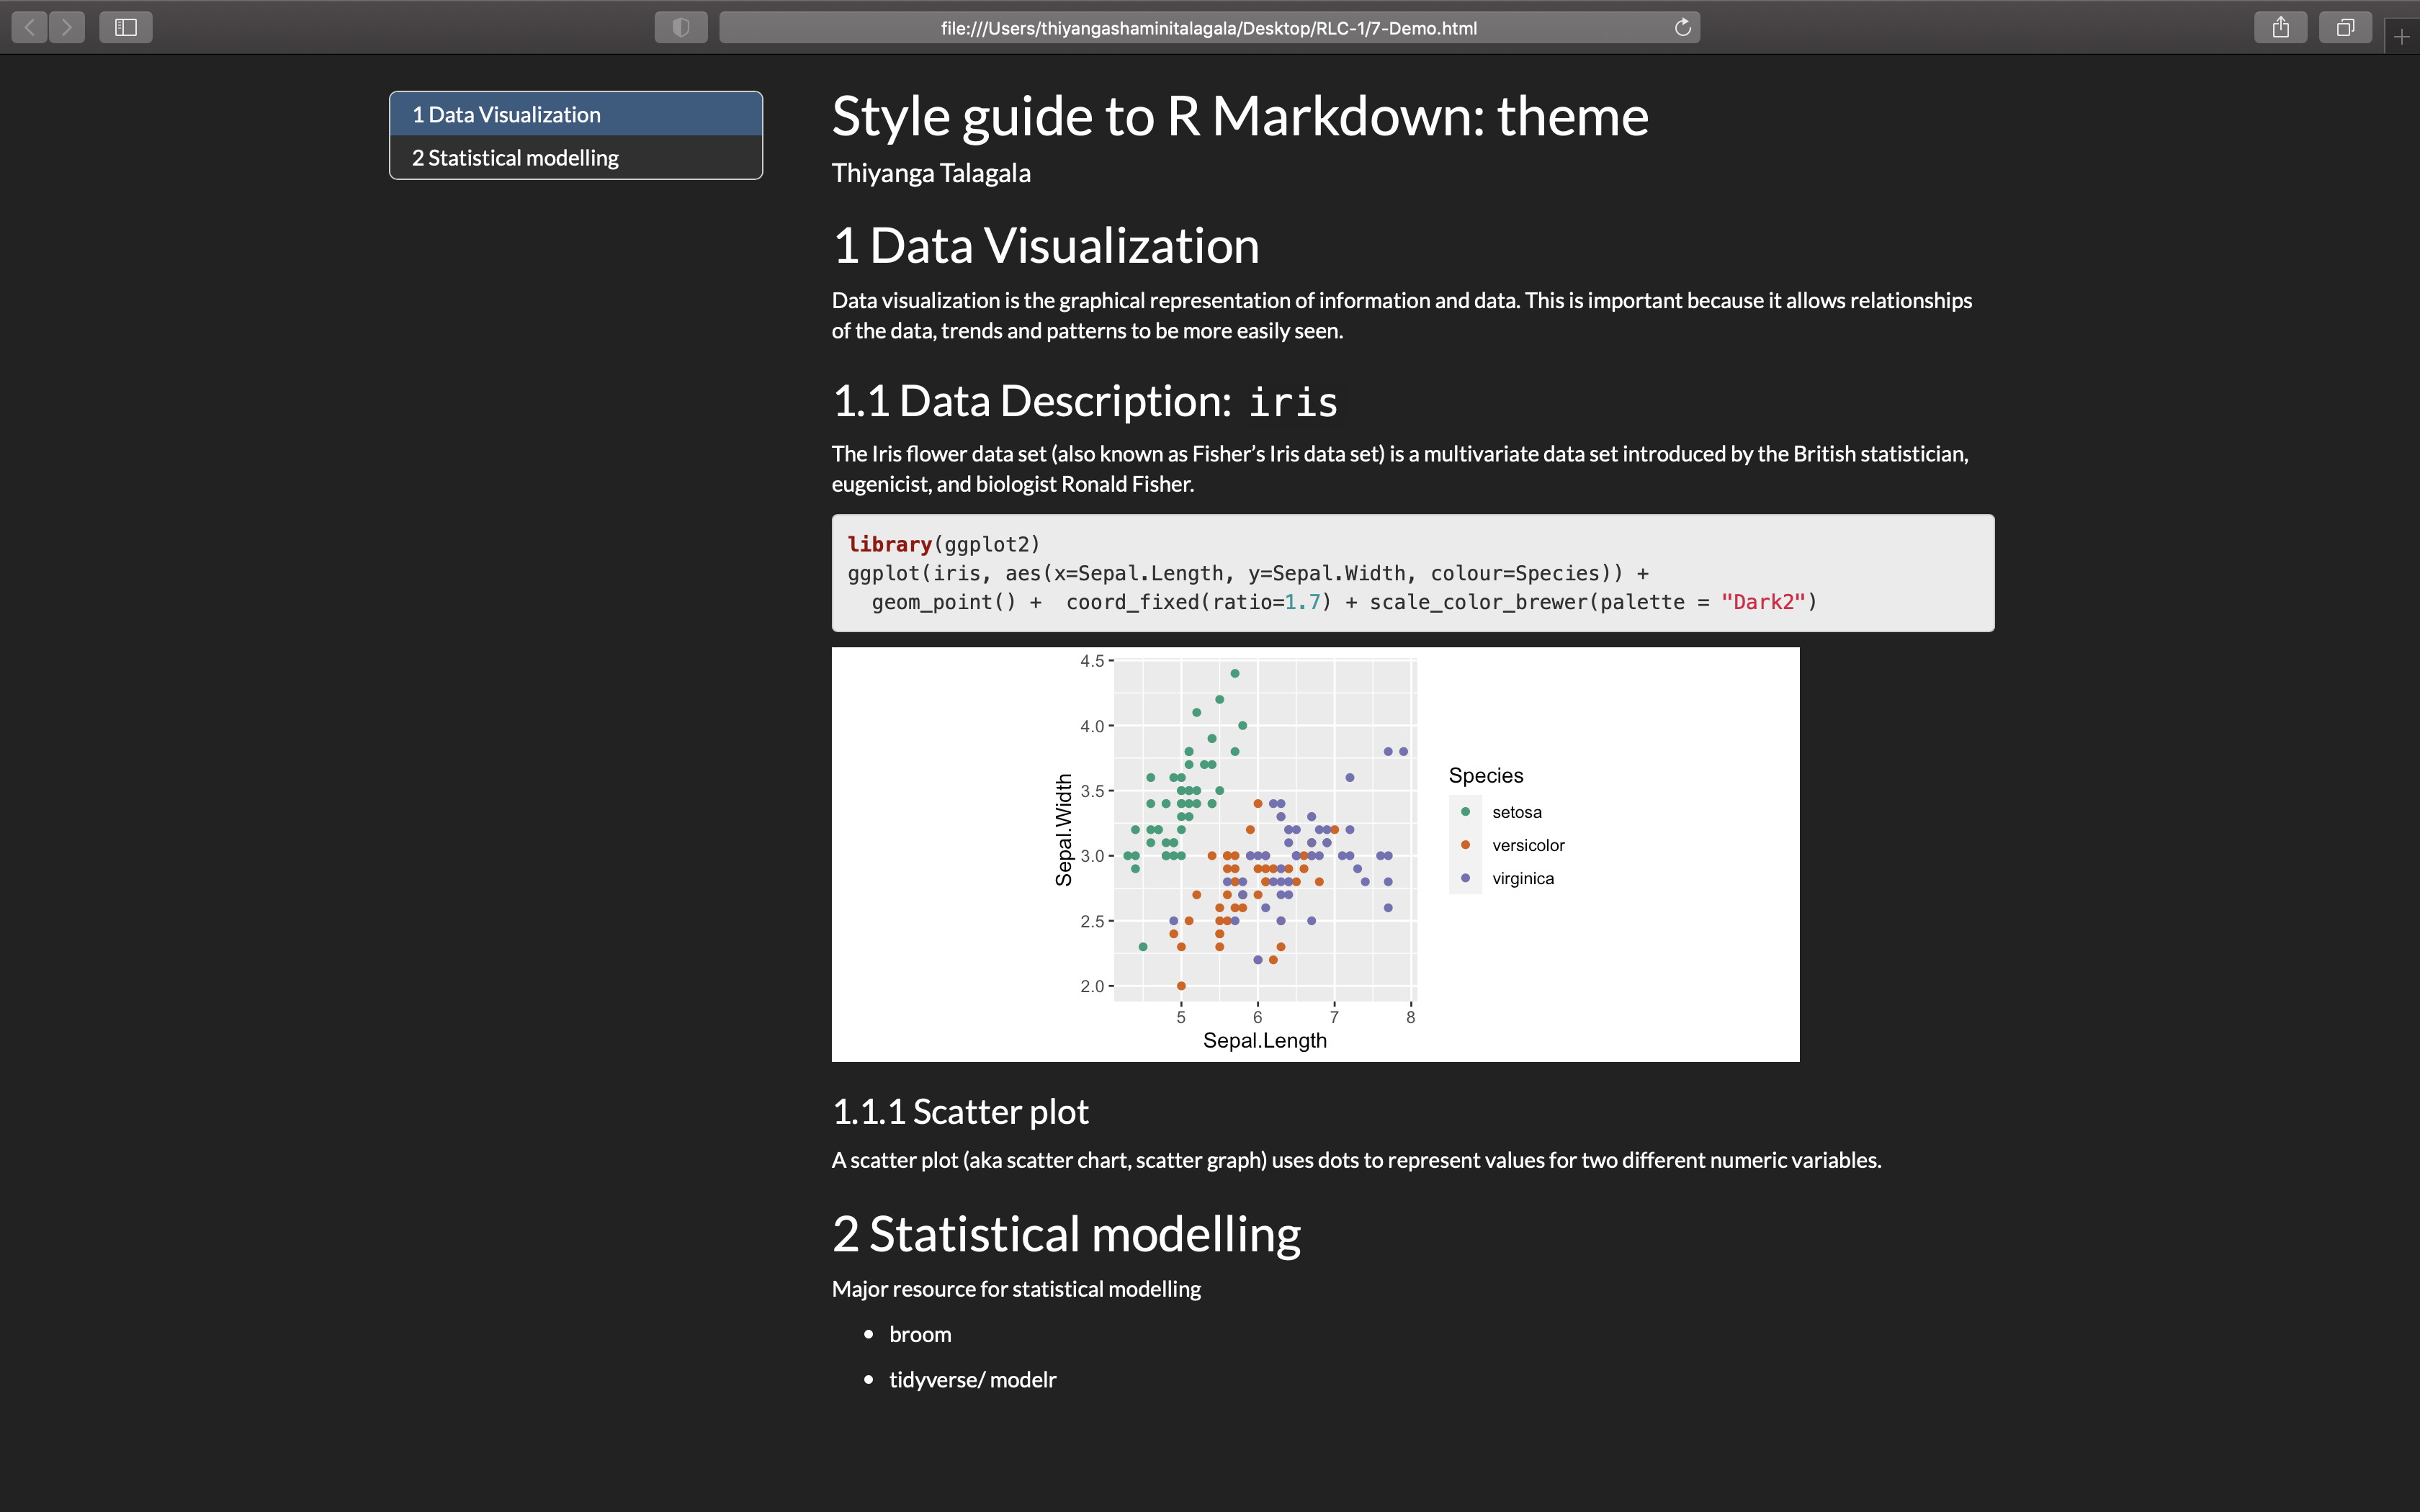 file:///Users/thiyangashaminitalagala/Desktop/RLC-1/7-Demo.html
1 Data Visualization
2 Statistical modelling
Style guide to R Markdown: theme
Thiyanga Talagala
1 Data Visualization
Data visualization is the graphical representation of information and data. This is important because it allows relationships
of the data, trends and patterns to be more easily seen.
1.1 Data Description: iris
The Iris flower data set (also known as Fisher’s Iris data set) is a multivariate data set introduced by the British statistician,
eugenicist, and biologist Ronald Fisher.
library(ggplot2)
ggplot(iris, aes(x=Sepal.Length, y=Sepal.Width, colour=Species)) +
  geom_point() +  coord_fixed(ratio=1.7) + scale_color_brewer(palette = "Dark2")
4.5
4.0
3.5
3.0
2.5
2.0
Sepal.Width
5 6 7 8
Sepal.Length
Species
setosa
versicolor
virginica
1.1.1 Scatter plot
A scatter plot (aka scatter chart, scatter graph) uses dots to represent values for two different numeric variables.
2 Statistical modelling
Major resource for statistical modelling
• broom
• tidyverse/ modelr